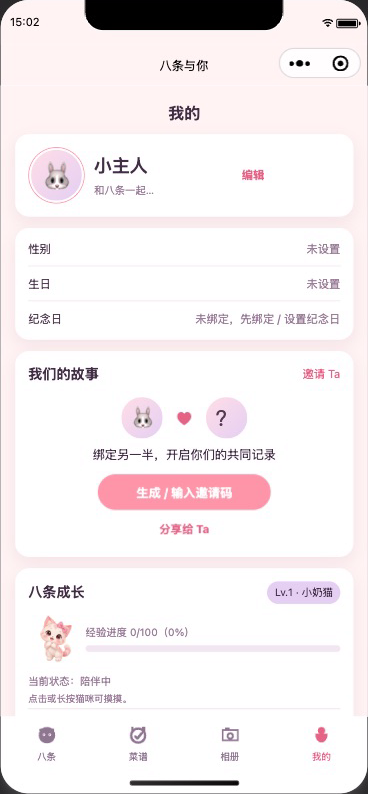 15:02
八条与你
我的
小主人
编辑
和八条一起...
性别 未设置
生日 未设置
纪念日 未绑定，先绑定 / 设置纪念日
我们的故事 邀请 Ta
?
绑定另一半，开启你们的共同记录
生成 / 输入邀请码
分享给 Ta
八条成长 Lv.1 · 小奶猫
经验进度 0/100（0%）
当前状态：陪伴中
点击或长按猫咪可摸摸。
八条 菜谱 相册 我的